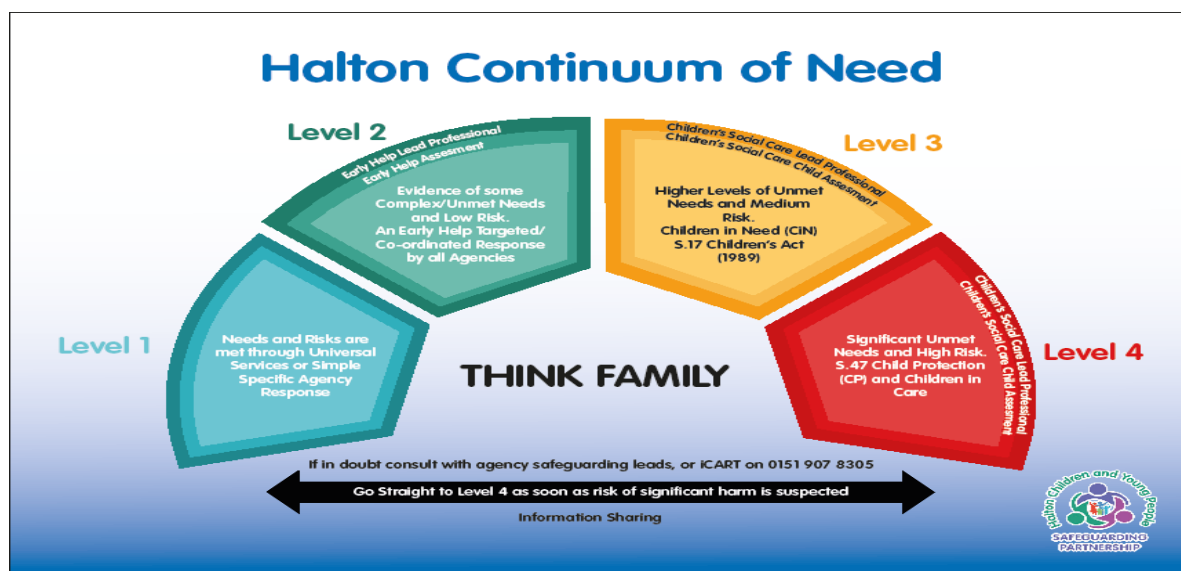 Halton Continuum of Need
Level 1
Needs and Risks are
met through Universal
Services or Simple
Specific Agency
Response
Level 2
Early Help Lead Professional
Early Help Assesment
Evidence of some
Complex/Unmet Needs
and Low Risk.
An Early Help Targeted/
Co-ordinated Response
by all Agencies
Level 3
Children's Social Care Lead Professional
Children's Social Care Child Assesment
Higher Levels of Unmet
Needs and Medium
Risk.
Children in Need (CiN)
S.17 Children's Act
(1989)
Level 4
Children's Social Care Lead Professional
Children's Social Care Child Assesment
Significant Unmet
Needs and High Risk.
S.47 Child Protection
(CP) and Children in
Care
THINK FAMILY
If in doubt consult with agency safeguarding leads, or iCART on 0151 907 8305
Go Straight to Level 4 as soon as risk of significant harm is suspected
Information Sharing
Halton Children and Young People
SAFEGUARDING
PARTNERSHIP